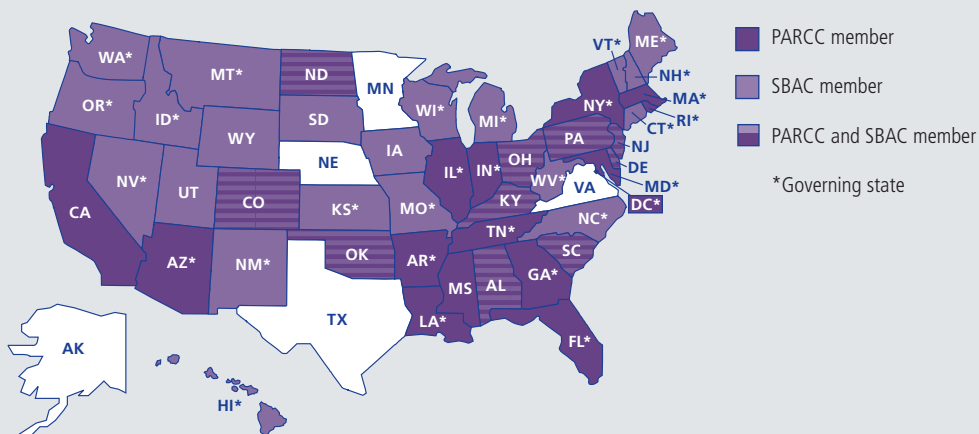 WA*
MT*
ND
MN
VT*
ME*
NH*
MA*
RI*
CT*
NY*
OR*
ID*
WY
SD
WI*
MI*
PA
NJ
DE
MD*
DC*
NV*
UT
CO
NE
IA
IL*
IN*
OH
WV*
VA
CA
KS*
MO*
KY
NC*
AZ*
NM*
OK
AR*
TN*
SC
MS
AL
GA*
TX
LA*
FL*
AK
HI*
PARCC member
SBAC member
PARCC and SBAC member
*Governing state